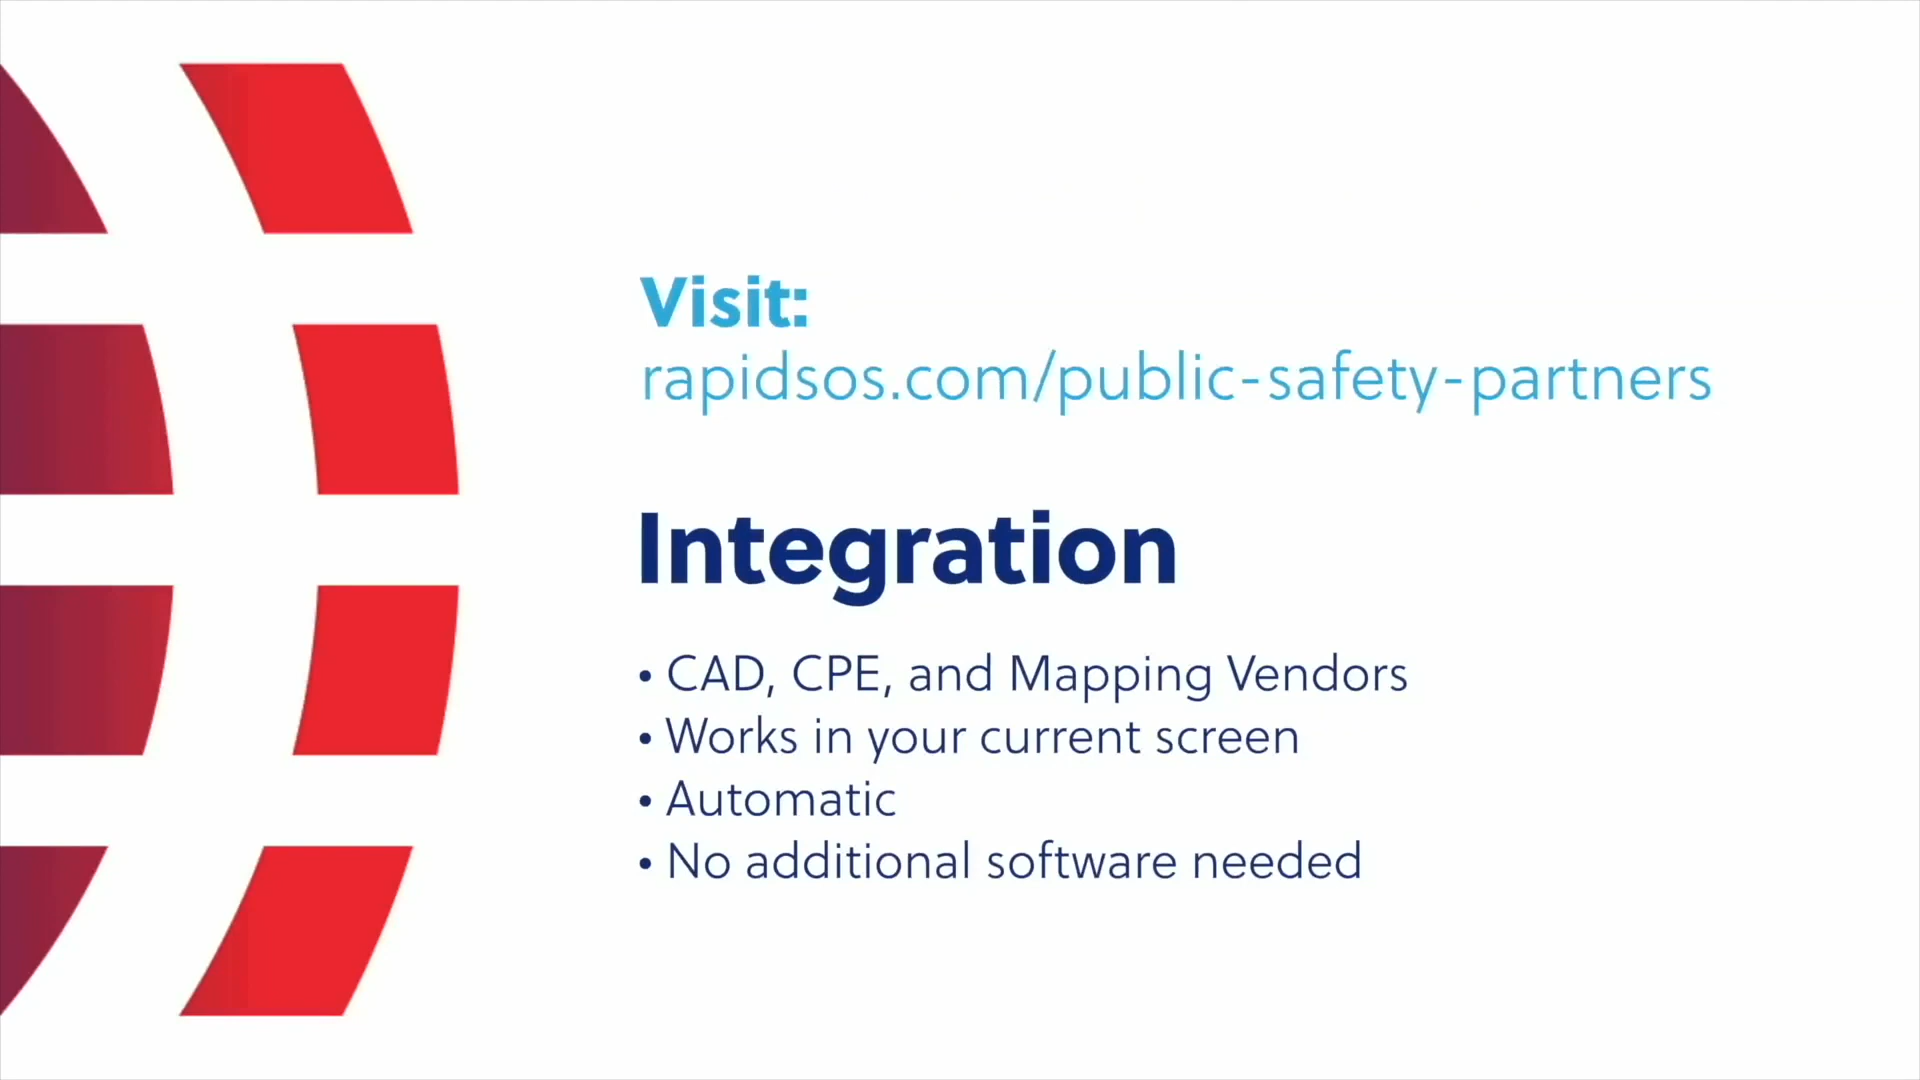 Visit:
rapidsos.com/public-safety-partners
Integration
• CAD, CPE, and Mapping Vendors
• Works in your current screen
• Automatic
• No additional software needed